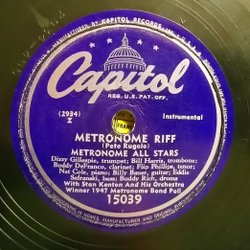 Capitol
REG. U.S. PAT. OFF.
(2934)
Z
Instrumental
METRONOME RIFF
(Pete Rugolo)
METRONOME ALL STARS
Dizzy Gillespie, trumpet; Bill Harris, trombone;
Buddy DeFranco, clarinet; Flip Phillips, tenor;
Nat Cole, piano; Billy Bauer, guitar; Eddie
Safranski, bass; Buddy Rich, drums
With Stan Kenton And His Orchestra
Winner 1947 Metronome Band Poll
15039